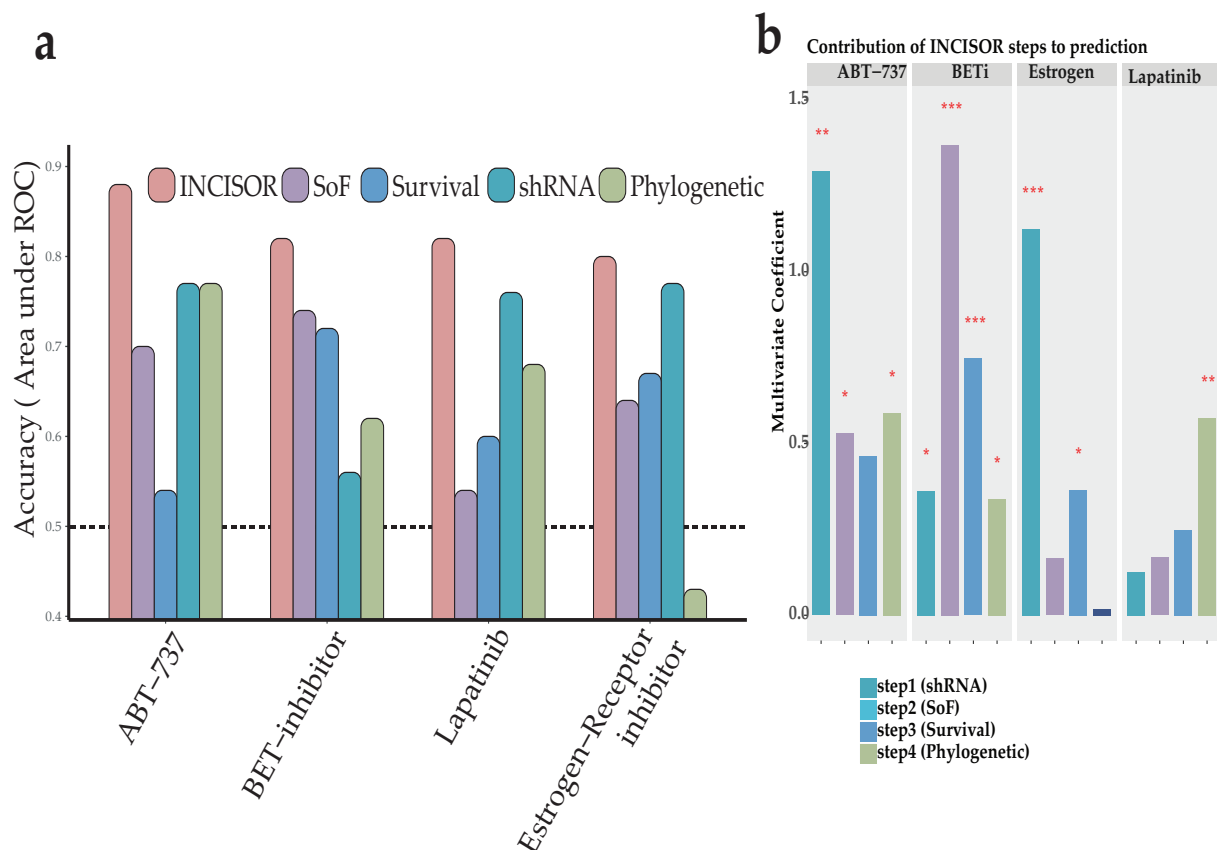 a
Accuracy ( Area under ROC)
0.9
0.8
0.7
0.6
0.5
0.4
INCISOR SoF Survival shRNA Phylogenetic
ABT-737
BET-inhibitor
Lapatinib
Estrogen-Receptor
inhibitor
b
Contribution of INCISOR steps to prediction
ABT-737 BETi Estrogen Lapatinib
Multivariate Coefficient
1.5
1.0
0.5
0.0
** * *
* *** *** *
*** *
**
step1 (shRNA)
step2 (SoF)
step3 (Survival)
step4 (Phylogenetic)